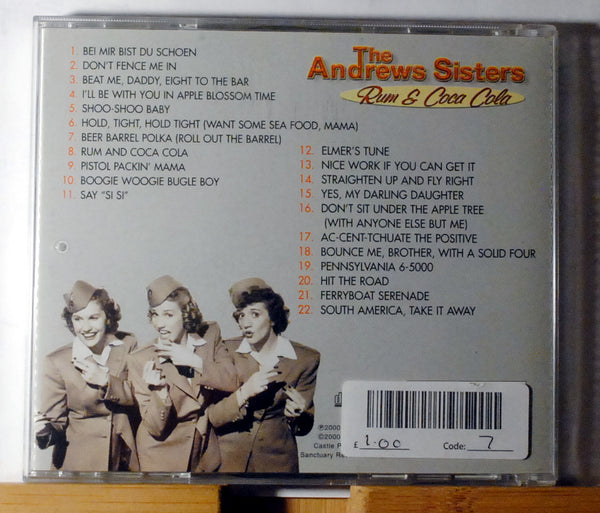 The
Andrews Sisters
Rum & Coca Cola
1. BEI MIR BIST DU SCHOEN
2. DON'T FENCE ME IN
3. BEAT ME, DADDY, EIGHT TO THE BAR
4. I'LL BE WITH YOU IN APPLE BLOSSOM TIME
5. SHOO-SHOO BABY
6. HOLD, TIGHT, HOLD TIGHT (WANT SOME SEA FOOD, MAMA)
7. BEER BARREL POLKA (ROLL OUT THE BARREL)
8. RUM AND COCA COLA
9. PISTOL PACKIN' MAMA
10. BOOGIE WOOGIE BUGLE BOY
11. SAY "SI SI"
12. ELMER'S TUNE
13. NICE WORK IF YOU CAN GET IT
14. STRAIGHTEN UP AND FLY RIGHT
15. YES, MY DARLING DAUGHTER
16. DON'T SIT UNDER THE APPLE TREE
(WITH ANYONE ELSE BUT ME)
17. AC-CENT-TCHUATE THE POSITIVE
18. BOUNCE ME, BROTHER, WITH A SOLID FOUR
19. PENNSYLVANIA 6-5000
20. HIT THE ROAD
21. FERRYBOAT SERENADE
22. SOUTH AMERICA, TAKE IT AWAY
℗2000
©2000
Castle P
Sanctuary Re
£ 1.00 Code: 7